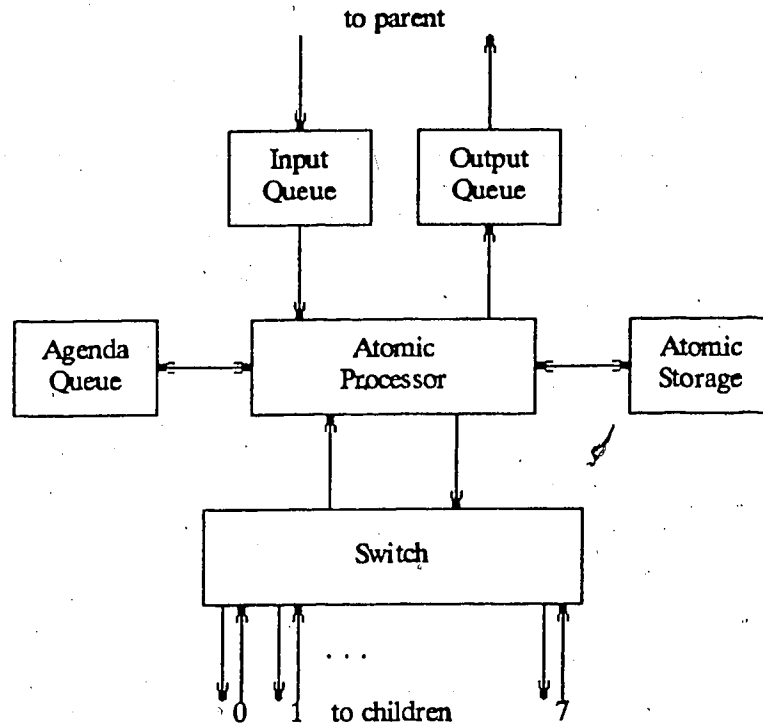 to parent
Input
Queue
Output
Queue
Agenda
Queue
Atomic
Processor
Atomic
Storage
Switch
. . .
0 1 to children 7